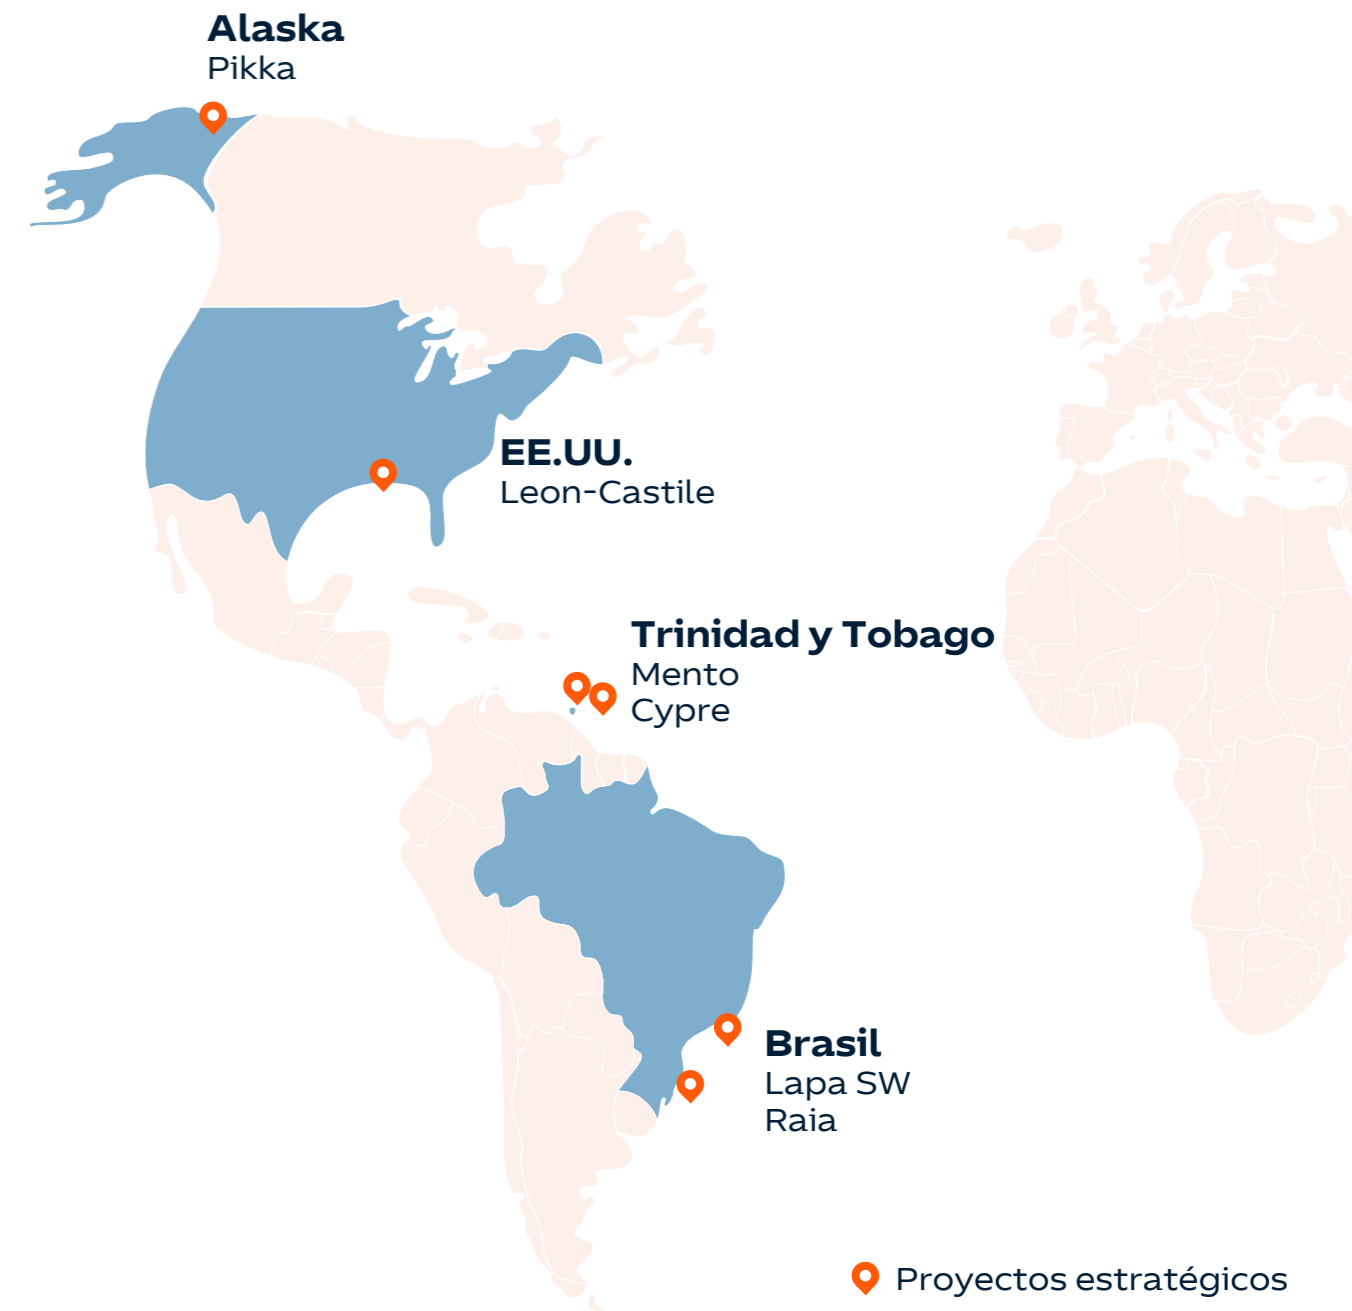 Alaska
Pikka
EE.UU.
Leon-Castile
Trinidad y Tobago
Mento
Cypre
Brasil
Lapa SW
Raia
Proyectos estratégicos